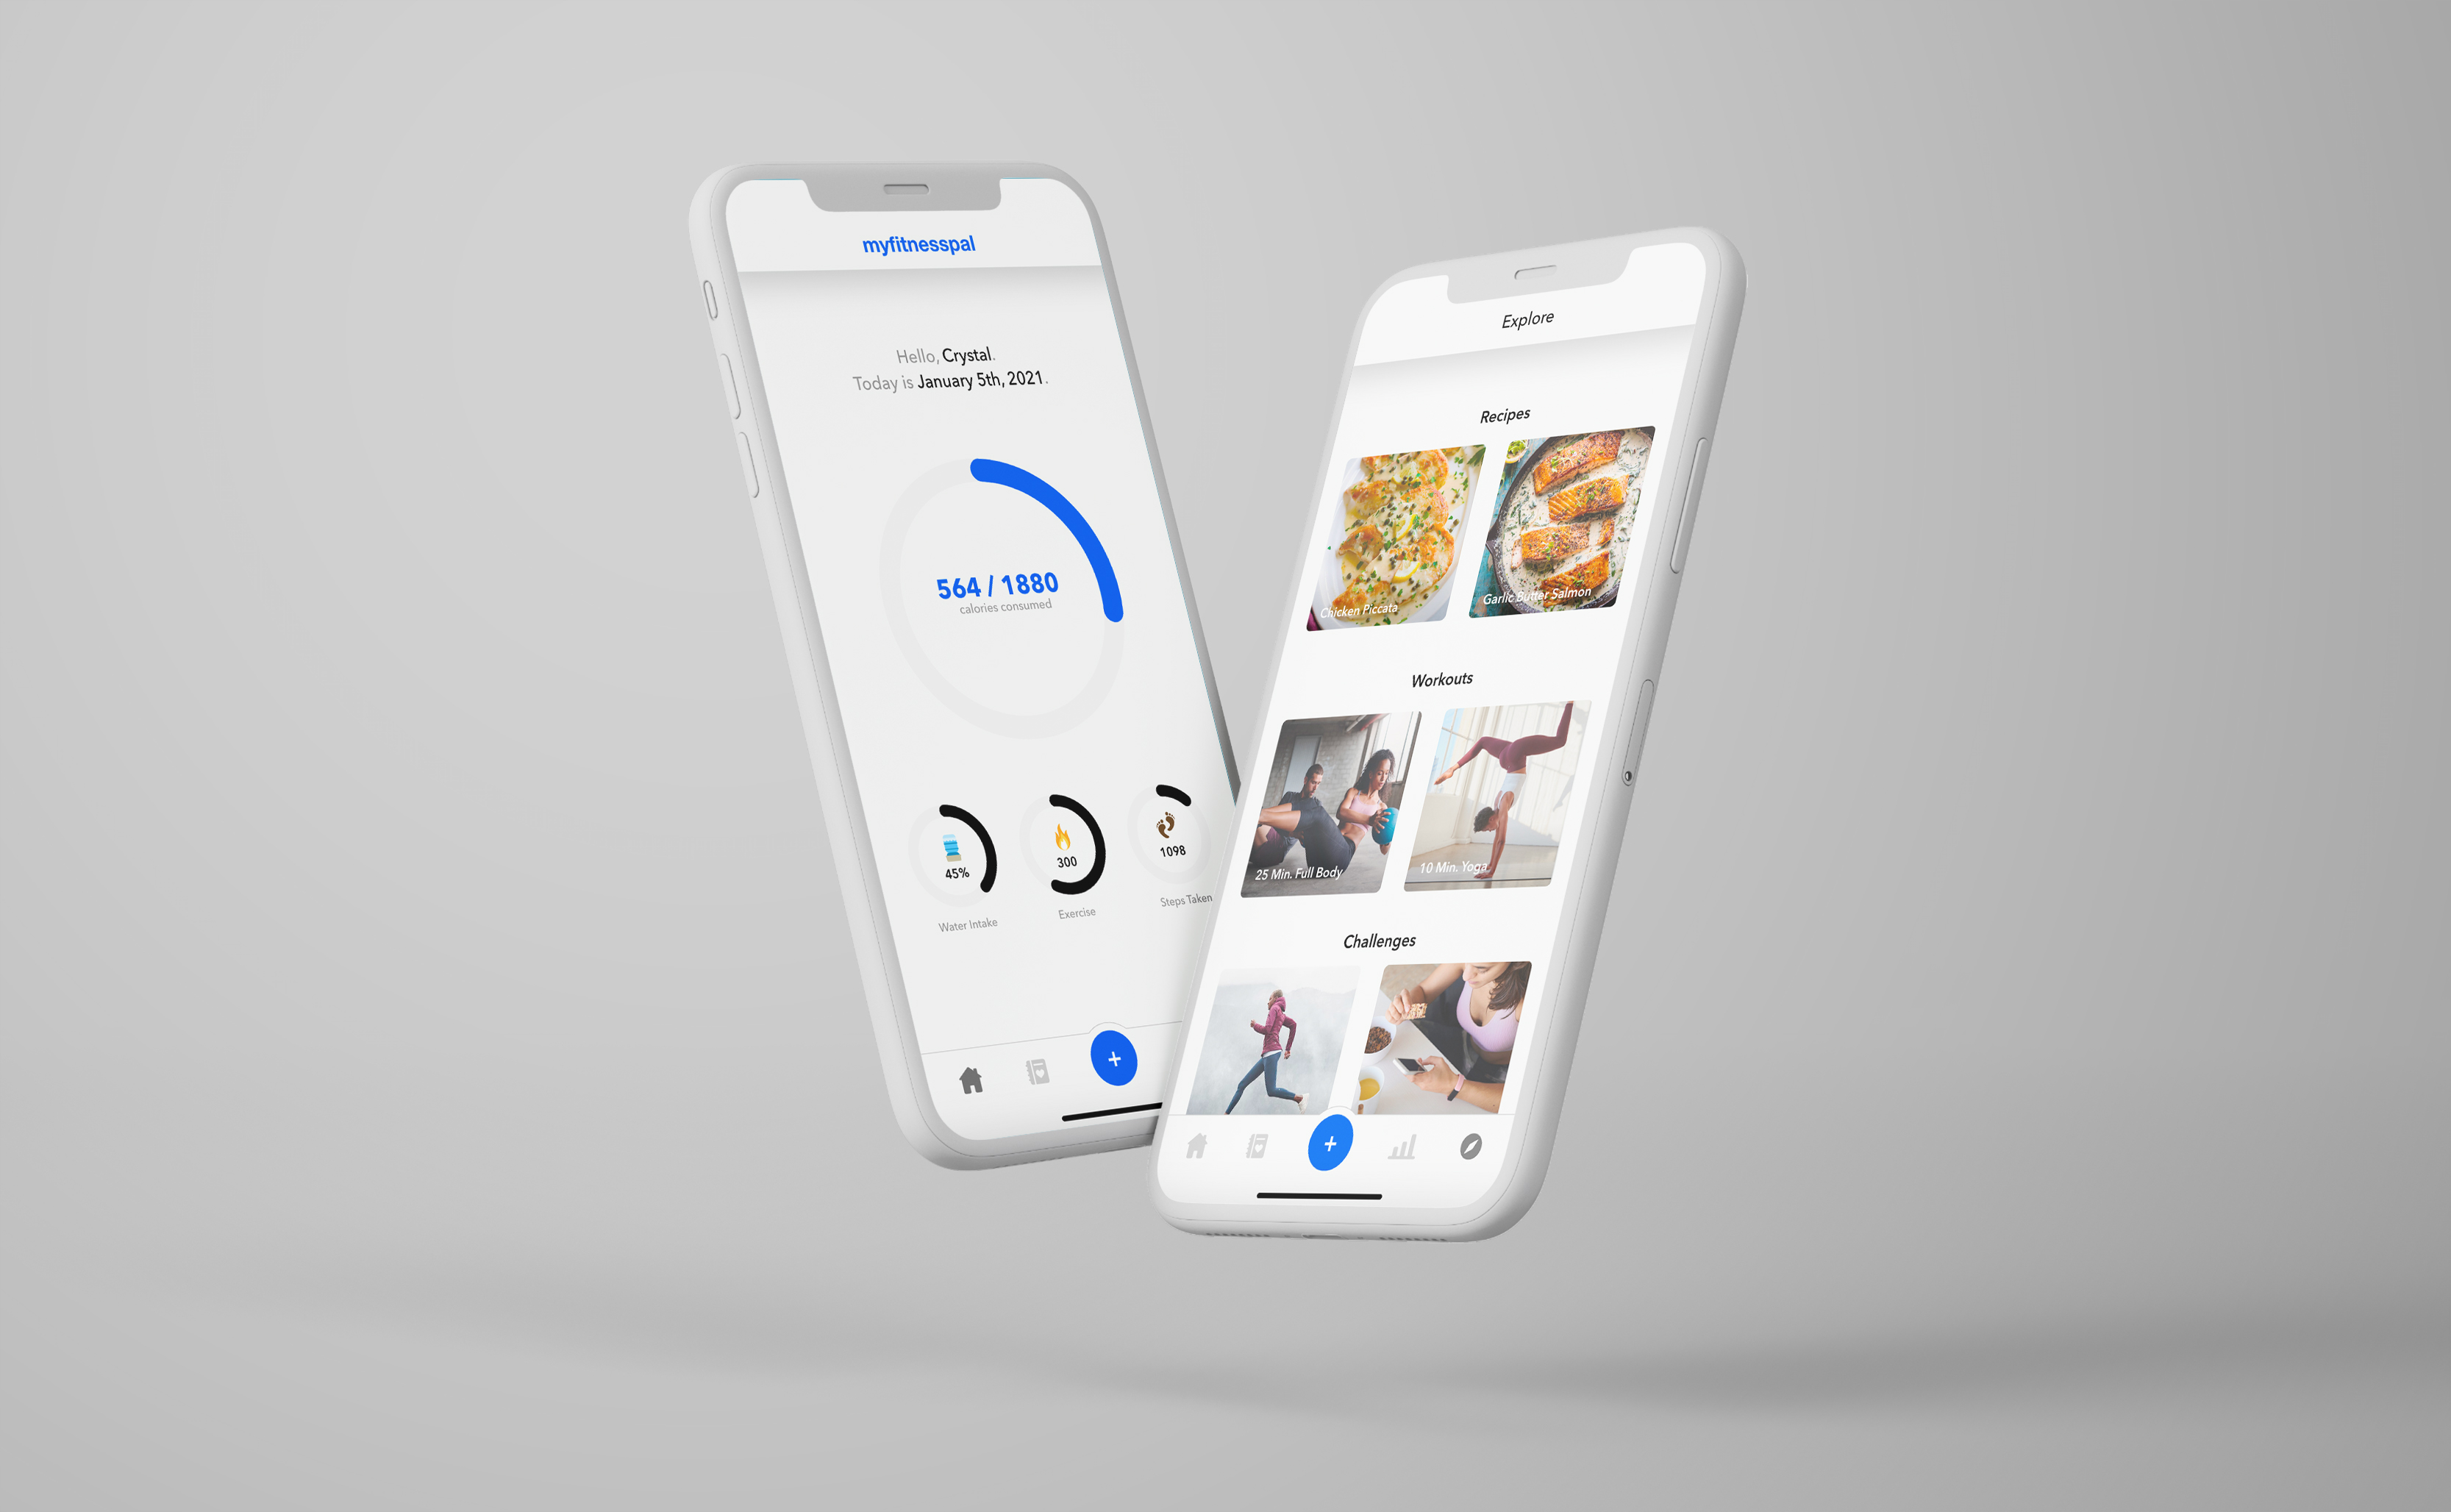 myfitnesspal
Hello, Crystal.
Today is January 5th, 2021.
564 / 1880
calories consumed
45%
Water Intake
300
Exercise
1098
Steps Taken
+
Explore
Recipes
Chicken Piccata
Garlic Butter Salmon
Workouts
25 Min. Full Body
10 Min. Yoga
Challenges
+